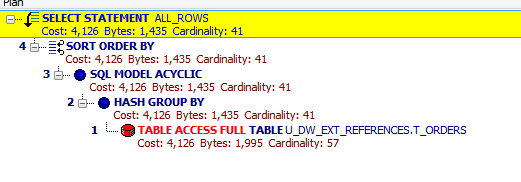 Plan
SELECT STATEMENT ALL_ROWS
Cost: 4,126 Bytes: 1,435 Cardinality: 41
4 SORT ORDER BY
Cost: 4,126 Bytes: 1,435 Cardinality: 41
3 SQL MODEL ACYCLIC
Cost: 4,126 Bytes: 1,435 Cardinality: 41
2 HASH GROUP BY
Cost: 4,126 Bytes: 1,435 Cardinality: 41
1 TABLE ACCESS FULL TABLE U_DW_EXT_REFERENCES.T_ORDERS
Cost: 4,126 Bytes: 1,995 Cardinality: 57